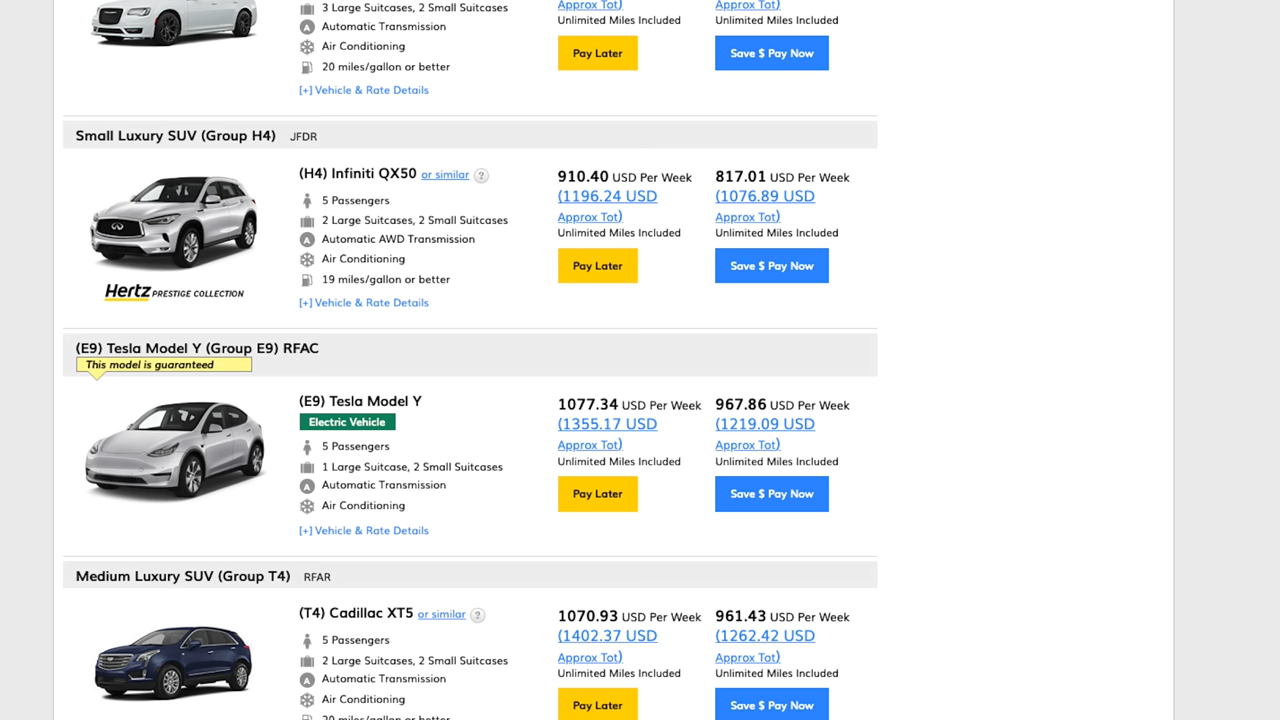 3 Large Suitcases, 2 Small Suitcases
Automatic Transmission
Air Conditioning
20 miles/gallon or better
[+] Vehicle & Rate Details
Approx Tot)
Unlimited Miles Included
Pay Later
Approx Tot)
Unlimited Miles Included
Save $ Pay Now
Small Luxury SUV (Group H4) JFDR
Hertz PRESTIGE COLLECTION
(H4) Infiniti QX50 or similar ?
5 Passengers
2 Large Suitcases, 2 Small Suitcases
Automatic AWD Transmission
Air Conditioning
19 miles/gallon or better
[+] Vehicle & Rate Details
910.40 USD Per Week
(1196.24 USD
Approx Tot)
Unlimited Miles Included
Pay Later
817.01 USD Per Week
(1076.89 USD
Approx Tot)
Unlimited Miles Included
Save $ Pay Now
(E9) Tesla Model Y (Group E9) RFAC
This model is guaranteed
(E9) Tesla Model Y
Electric Vehicle
5 Passengers
1 Large Suitcase, 2 Small Suitcases
Automatic Transmission
Air Conditioning
[+] Vehicle & Rate Details
1077.34 USD Per Week
(1355.17 USD
Approx Tot)
Unlimited Miles Included
Pay Later
967.86 USD Per Week
(1219.09 USD
Approx Tot)
Unlimited Miles Included
Save $ Pay Now
Medium Luxury SUV (Group T4) RFAR
(T4) Cadillac XT5 or similar ?
5 Passengers
2 Large Suitcases, 2 Small Suitcases
Automatic Transmission
Air Conditioning
20 miles/gallon or better
1070.93 USD Per Week
(1402.37 USD
Approx Tot)
Unlimited Miles Included
Pay Later
961.43 USD Per Week
(1262.42 USD
Approx Tot)
Unlimited Miles Included
Save $ Pay Now